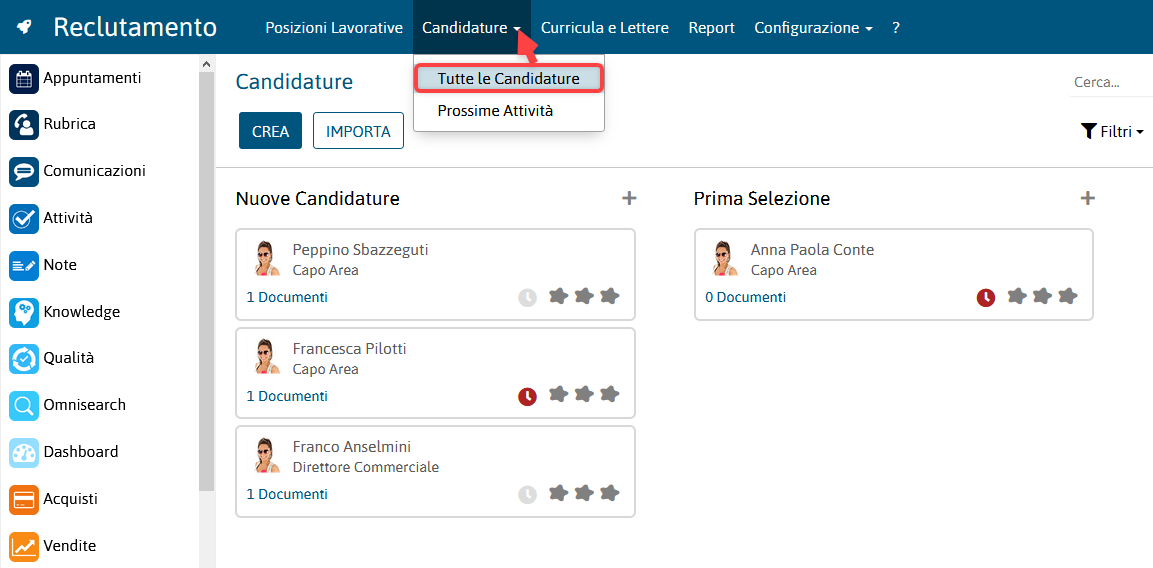 Reclutamento
Posizioni Lavorative
Candidature
Curricula e Lettere
Report
Configurazione
?
Tutte le Candidature
Prossime Attività
Appuntamenti
Rubrica
Comunicazioni
Attività
Note
Knowledge
Qualità
Omnisearch
Dashboard
Acquisti
Vendite
Candidature
Cerca...
CREA
IMPORTA
Filtri
Nuove Candidature
Peppino Sbazzeguti
Capo Area
1 Documenti
Francesca Pilotti
Capo Area
1 Documenti
Franco Anselmini
Direttore Commerciale
1 Documenti
Prima Selezione
Anna Paola Conte
Capo Area
0 Documenti